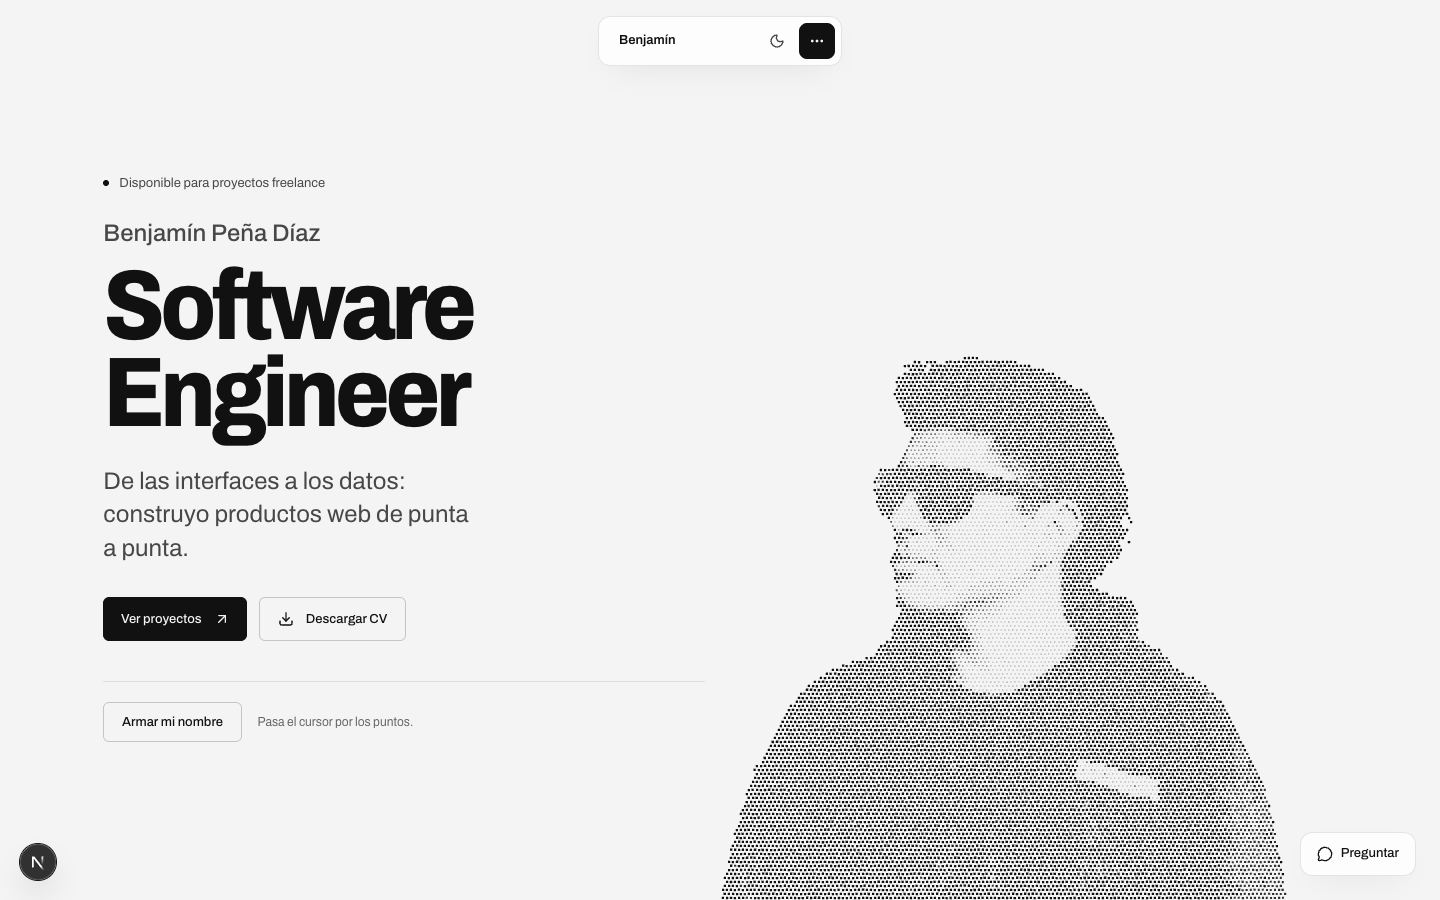 Benjamín
Disponible para proyectos freelance
Benjamín Peña Díaz
Software
Engineer
De las interfaces a los datos:
construyo productos web de punta
a punta.
Ver proyectos
Descargar CV
Armar mi nombre
Pasa el cursor por los puntos.
N
Preguntar